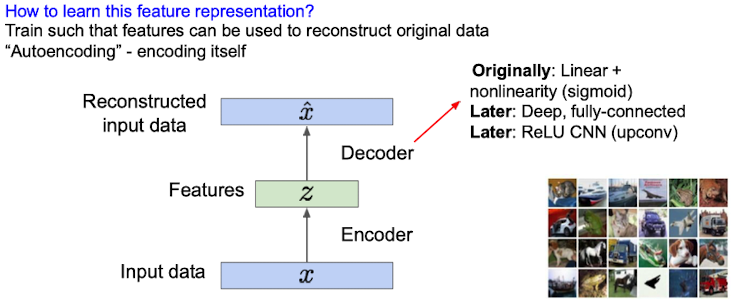 How to learn this feature representation?
Train such that features can be used to reconstruct original data
“Autoencoding” - encoding itself
Originally: Linear +
nonlinearity (sigmoid)
Later: Deep, fully-connected
Later: ReLU CNN (upconv)
Reconstructed
input data
x̂
Decoder
Features
z
Encoder
Input data
x